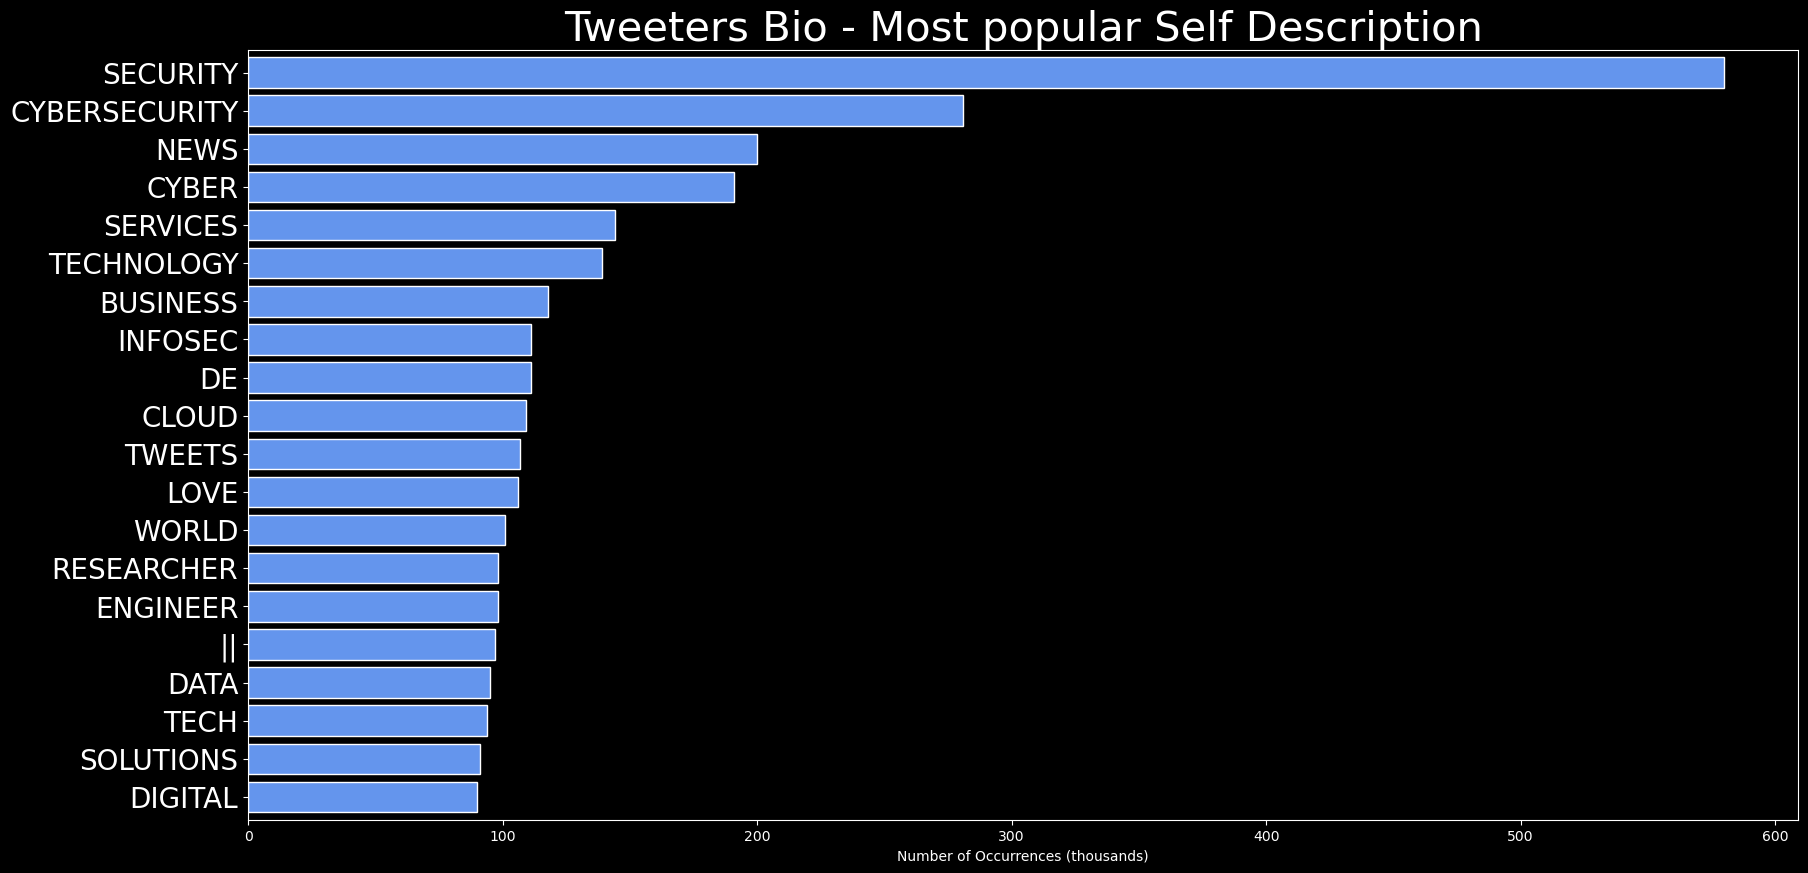 Tweeters Bio - Most popular Self Description
SECURITY
CYBERSECURITY
NEWS
CYBER
SERVICES
TECHNOLOGY
BUSINESS
INFOSEC
DE
CLOUD
TWEETS
LOVE
WORLD
RESEARCHER
ENGINEER
||
DATA
TECH
SOLUTIONS
DIGITAL
0 100 200 300 400 500 600
Number of Occurrences (thousands)